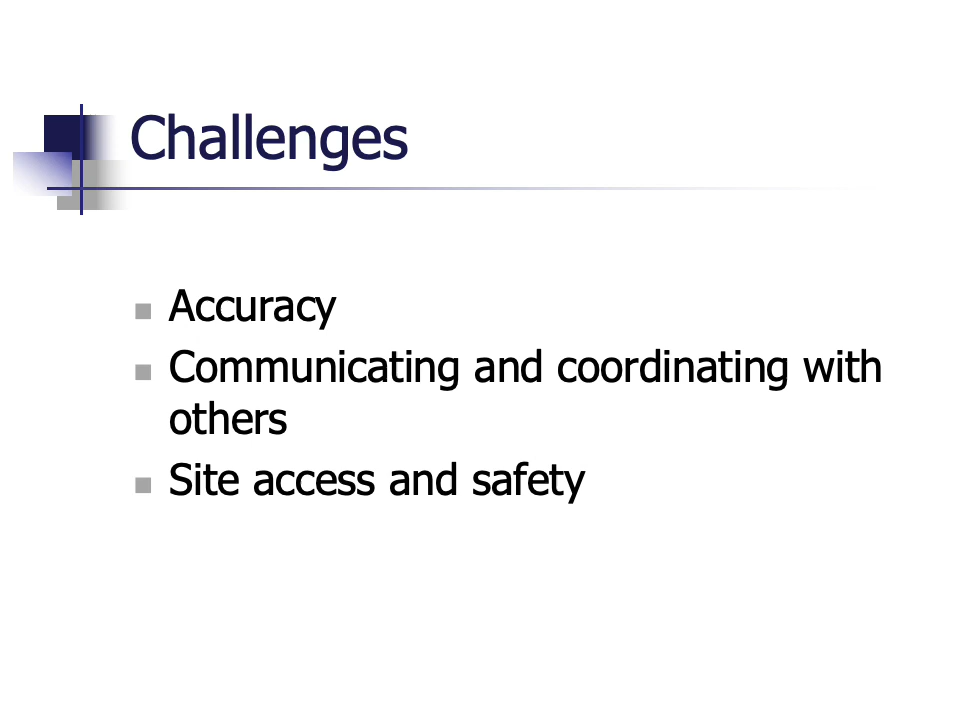 Challenges
Accuracy
Communicating and coordinating with
others
Site access and safety